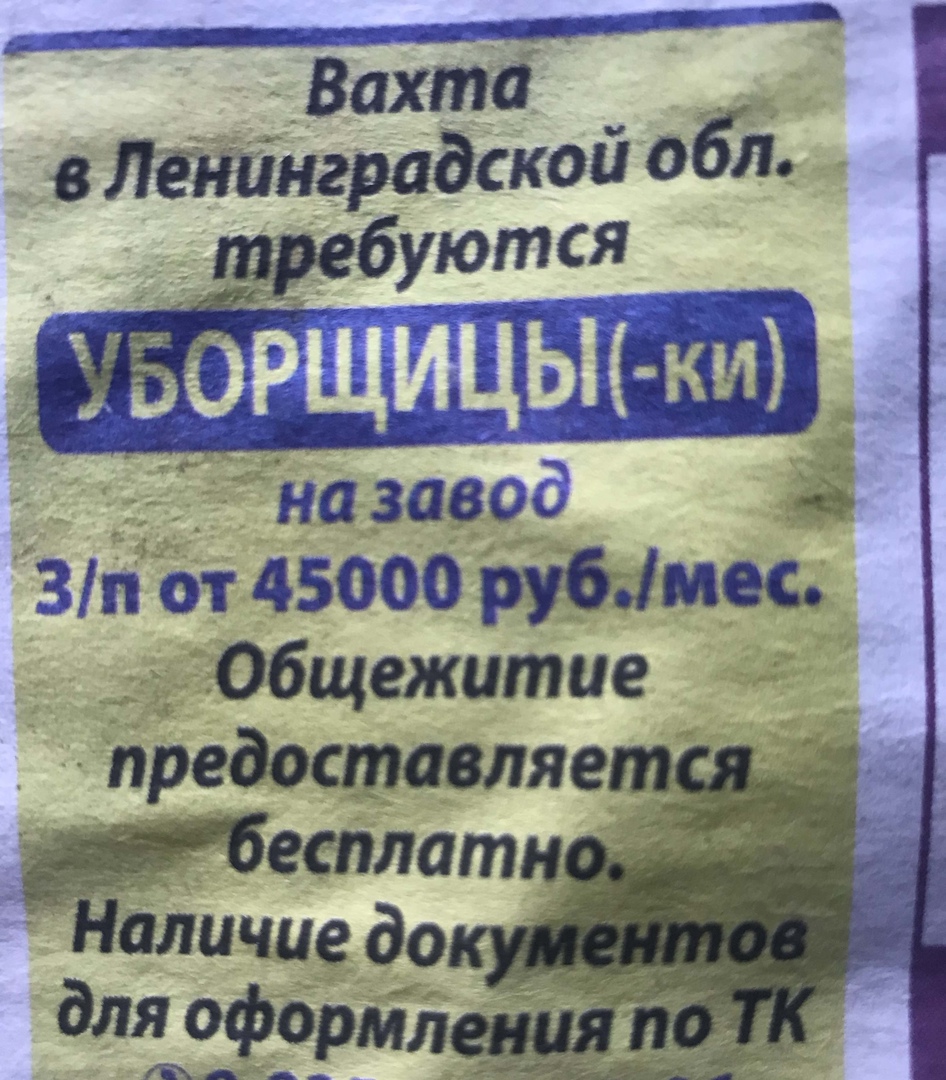 Вахта
в Ленинградской обл.
требуются
УБОРЩИЦЫ(-ки)
на завод
З/п от 45000 руб./мес.
Общежитие
предоставляется
бесплатно.
Наличие документов
для оформления по ТК